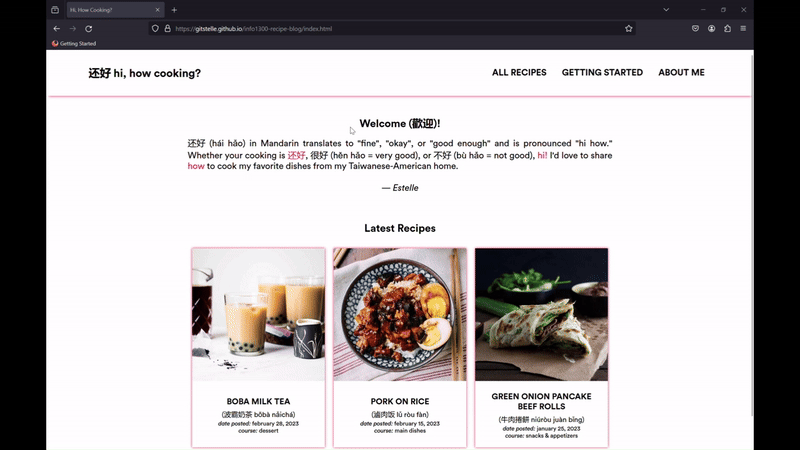 Hi, How Cooking?
https://gitstelle.github.io/info1300-recipe-blog/index.html
Getting Started
还好 hi, how cooking?
ALL RECIPES GETTING STARTED ABOUT ME
Welcome (歡迎)!
还好 (hái hǎo) in Mandarin translates to "fine", "okay", or "good enough" and is pronounced "hi how."
Whether your cooking is 还好, 很好 (hěn hǎo = very good), or 不好 (bù hǎo = not good), hi! I'd love to share
how to cook my favorite dishes from my Taiwanese-American home.
— Estelle
Latest Recipes
BOBA MILK TEA
(波霸奶茶 bōbà nǎichá)
date posted: february 28, 2023
course: dessert
PORK ON RICE
(滷肉饭 lǔ ròu fàn)
date posted: february 15, 2023
course: main dishes
GREEN ONION PANCAKE
BEEF ROLLS
(牛肉捲餅 niúròu juǎn bǐng)
date posted: january 25, 2023
course: snacks & appetizers